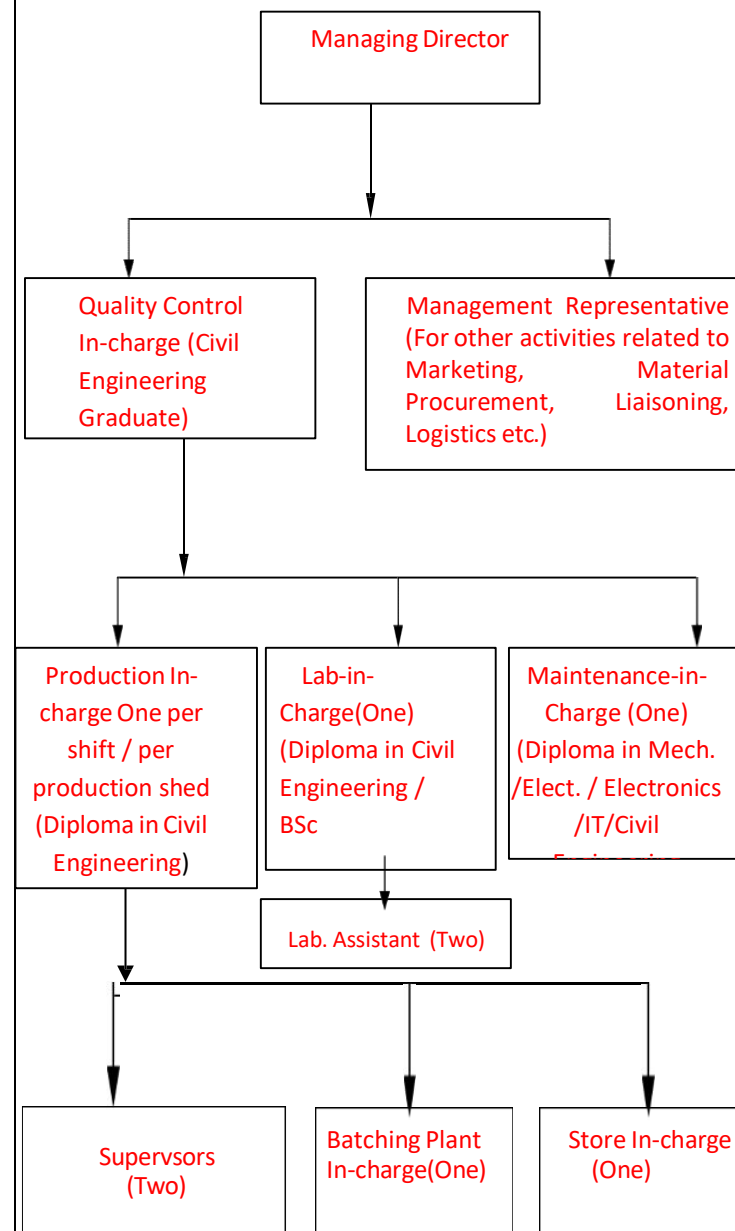 Managing Director
Quality Control
In-charge (Civil
Engineering
Graduate)
Management Representative
(For other activities related to
Marketing, Material
Procurement, Liaisoning,
Logistics etc.)
Production In-
charge One per
shift / per
production shed
(Diploma in Civil
Engineering)
Lab-in-
Charge(One)
(Diploma in Civil
Engineering /
BSc
Maintenance-in-
Charge (One)
(Diploma in Mech.
/Elect. / Electronics
/IT/Civil
Lab. Assistant (Two)
Supervsors
(Two)
Batching Plant
In-charge(One)
Store In-charge
(One)